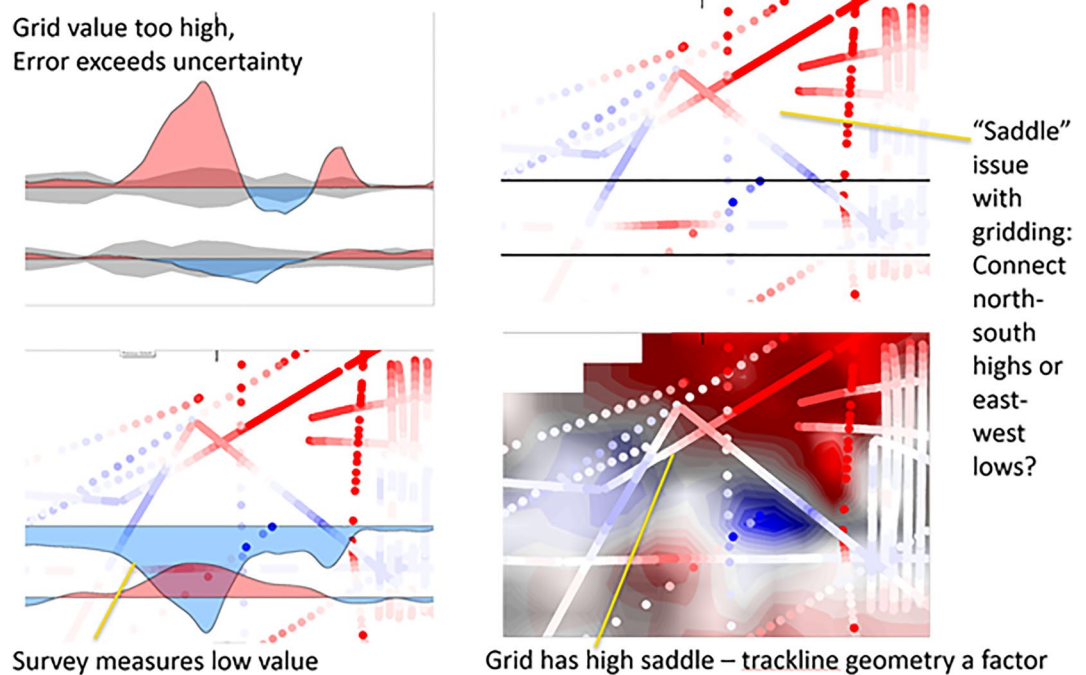 Grid value too high,
Error exceeds uncertainty
“Saddle”
issue
with
gridding:
Connect
north-
south
highs or
east-
west
lows?
Survey measures low value
Grid has high saddle – trackline geometry a factor